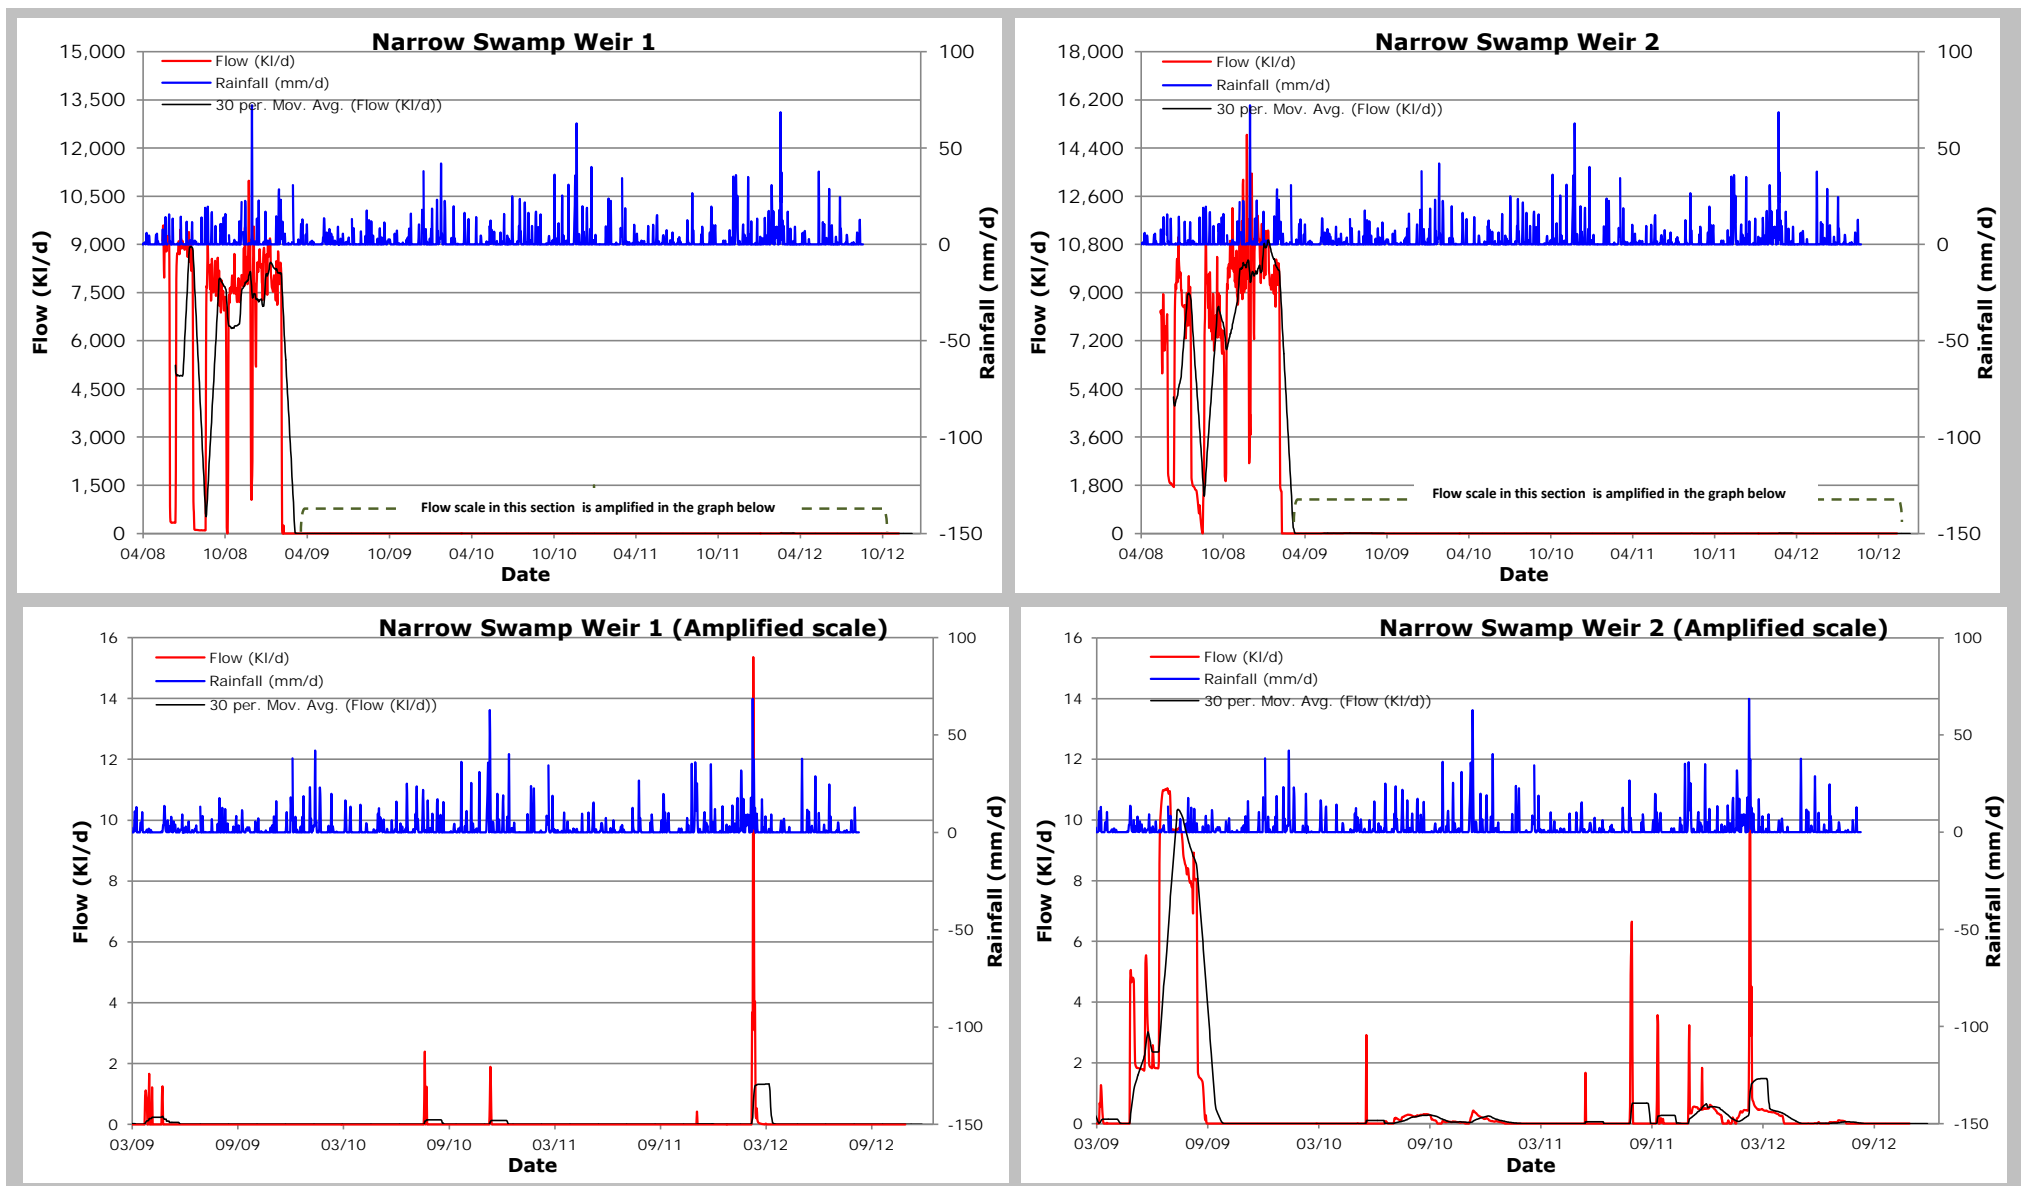 Narrow Swamp Weir 1
Flow (Kl/d)
Rainfall (mm/d)
30 per. Mov. Avg. (Flow (Kl/d))
15,000
13,500
12,000
10,500
9,000
7,500
6,000
4,500
3,000
1,500
0
100
50
0
-50
-100
-150
Flow (Kl/d)
Rainfall (mm/d)
Flow scale in this section is amplified in the graph below
04/08 10/08 04/09 10/09 04/10 10/10 04/11 10/11 04/12 10/12
Date
Narrow Swamp Weir 2
Flow (Kl/d)
Rainfall (mm/d)
30 per. Mov. Avg. (Flow (Kl/d))
18,000
16,200
14,400
12,600
10,800
9,000
7,200
5,400
3,600
1,800
0
100
50
0
-50
-100
-150
Flow (Kl/d)
Rainfall (mm/d)
Flow scale in this section is amplified in the graph below
04/08 10/08 04/09 10/09 04/10 10/10 04/11 10/11 04/12 10/12
Date
Narrow Swamp Weir 1 (Amplified scale)
Flow (Kl/d)
Rainfall (mm/d)
30 per. Mov. Avg. (Flow (Kl/d))
16
14
12
10
8
6
4
2
0
100
50
0
-50
-100
-150
Flow (Kl/d)
Rainfall (mm/d)
03/09 09/09 03/10 09/10 03/11 09/11 03/12 09/12
Date
Narrow Swamp Weir 2 (Amplified scale)
Flow (Kl/d)
Rainfall (mm/d)
30 per. Mov. Avg. (Flow (Kl/d))
16
14
12
10
8
6
4
2
0
100
50
0
-50
-100
-150
Flow (Kl/d)
Rainfall (mm/d)
03/09 09/09 03/10 09/10 03/11 09/11 03/12 09/12
Date